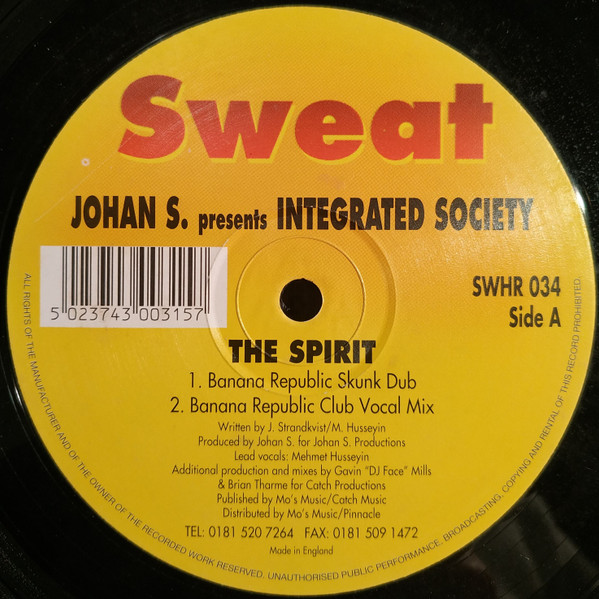 Sweat
JOHAN S. presents INTEGRATED SOCIETY
5 023743 003157
SWHR 034
Side A
THE SPIRIT
1. Banana Republic Skunk Dub
2. Banana Republic Club Vocal Mix
Written by J. Strandkvist/M. Husseyin
Produced by Johan S. for Johan S. Productions
Lead vocals: Mehmet Husseyin
Additional production and mixes by Gavin "DJ Face" Mills
& Brian Tharme for Catch Productions
Published by Mo's Music/Catch Music
Distributed by Mo's Music/Pinnacle
TEL: 0181 520 7264 FAX: 0181 509 1472
Made in England
ALL RIGHTS OF THE MANUFACTURER AND OF THE OWNER OF THE RECORDED WORK RESERVED. UNAUTHORISED PUBLIC PERFORMANCE, BROADCASTING, COPYING AND RENTAL OF THIS RECORD PROHIBITED.